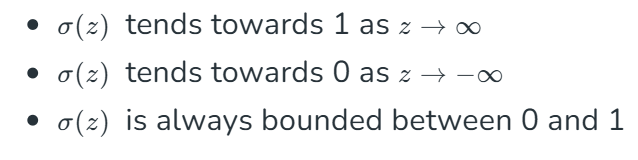 • σ(z) tends towards 1 as z → ∞
• σ(z) tends towards 0 as z → −∞
• σ(z) is always bounded between 0 and 1